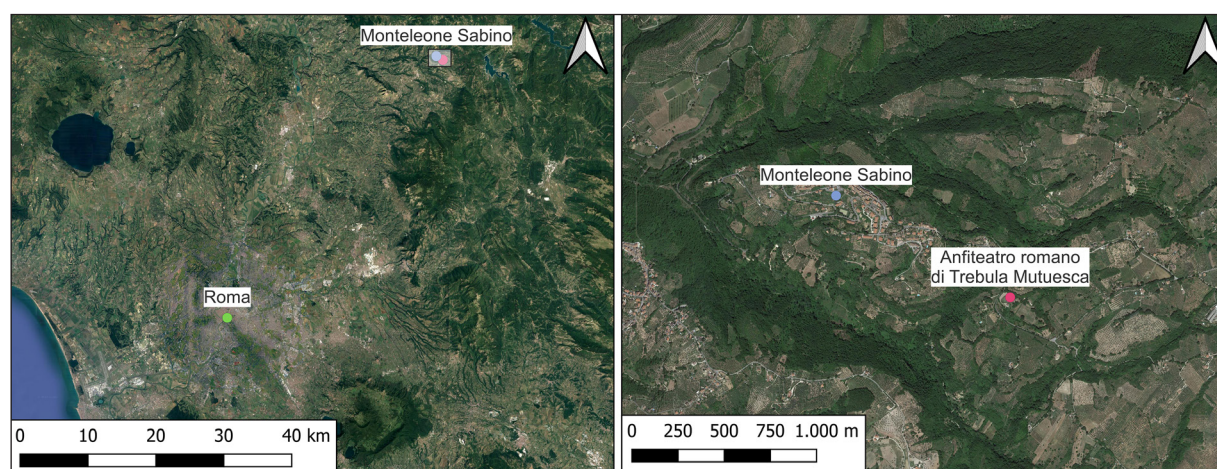 Monteleone Sabino
Roma
0 10 20 30 40 km
Monteleone Sabino
Anfiteatro romano
di Trebula Mutuesca
0 250 500 750 1.000 m